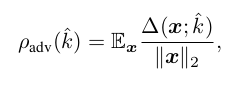 ρ_adv(k̂) = 𝔼_𝒙 Δ(𝒙; k̂) / ‖𝒙‖₂ ,